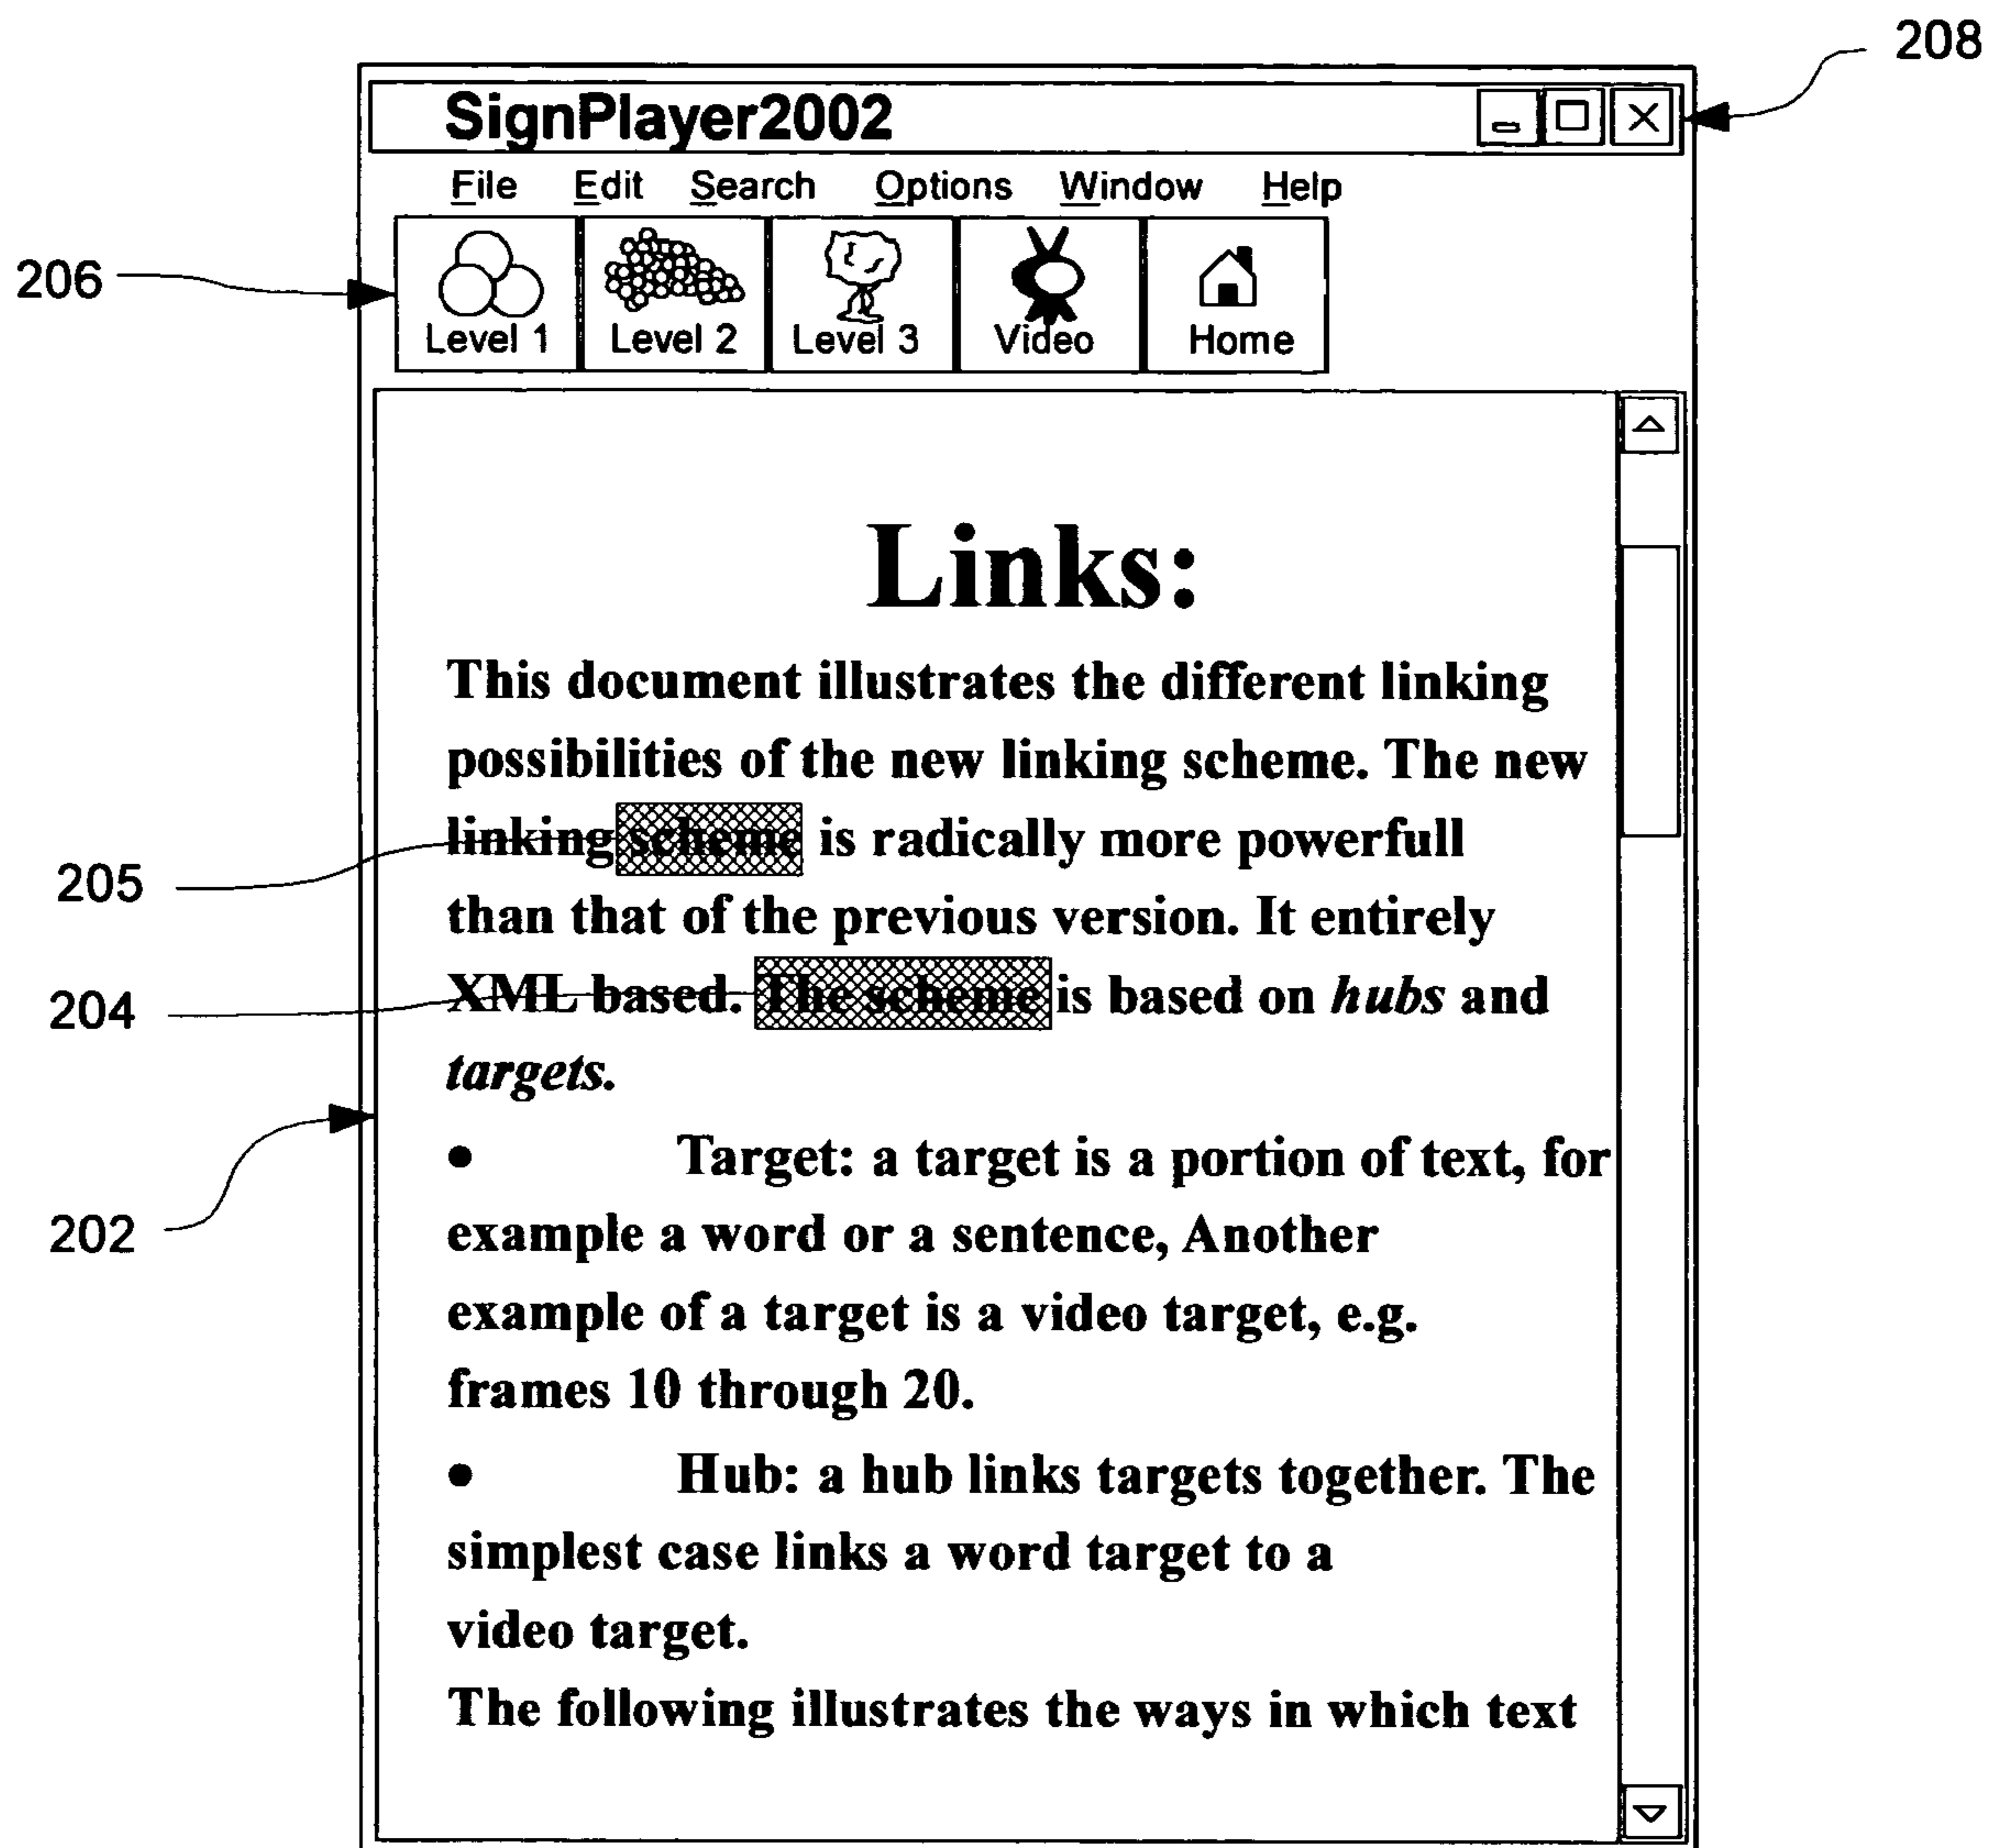 208
SignPlayer2002
File Edit Search Options Window Help
206
Level 1 Level 2 Level 3 Video Home
Links:
This document illustrates the different linking
possibilities of the new linking scheme. The new
linking scheme is radically more powerfull
205
than that of the previous version. It entirely
XML based. The scheme is based on hubs and
204
targets.
• Target: a target is a portion of text, for
202
example a word or a sentence, Another
example of a target is a video target, e.g.
frames 10 through 20.
• Hub: a hub links targets together. The
simplest case links a word target to a
video target.
The following illustrates the ways in which text